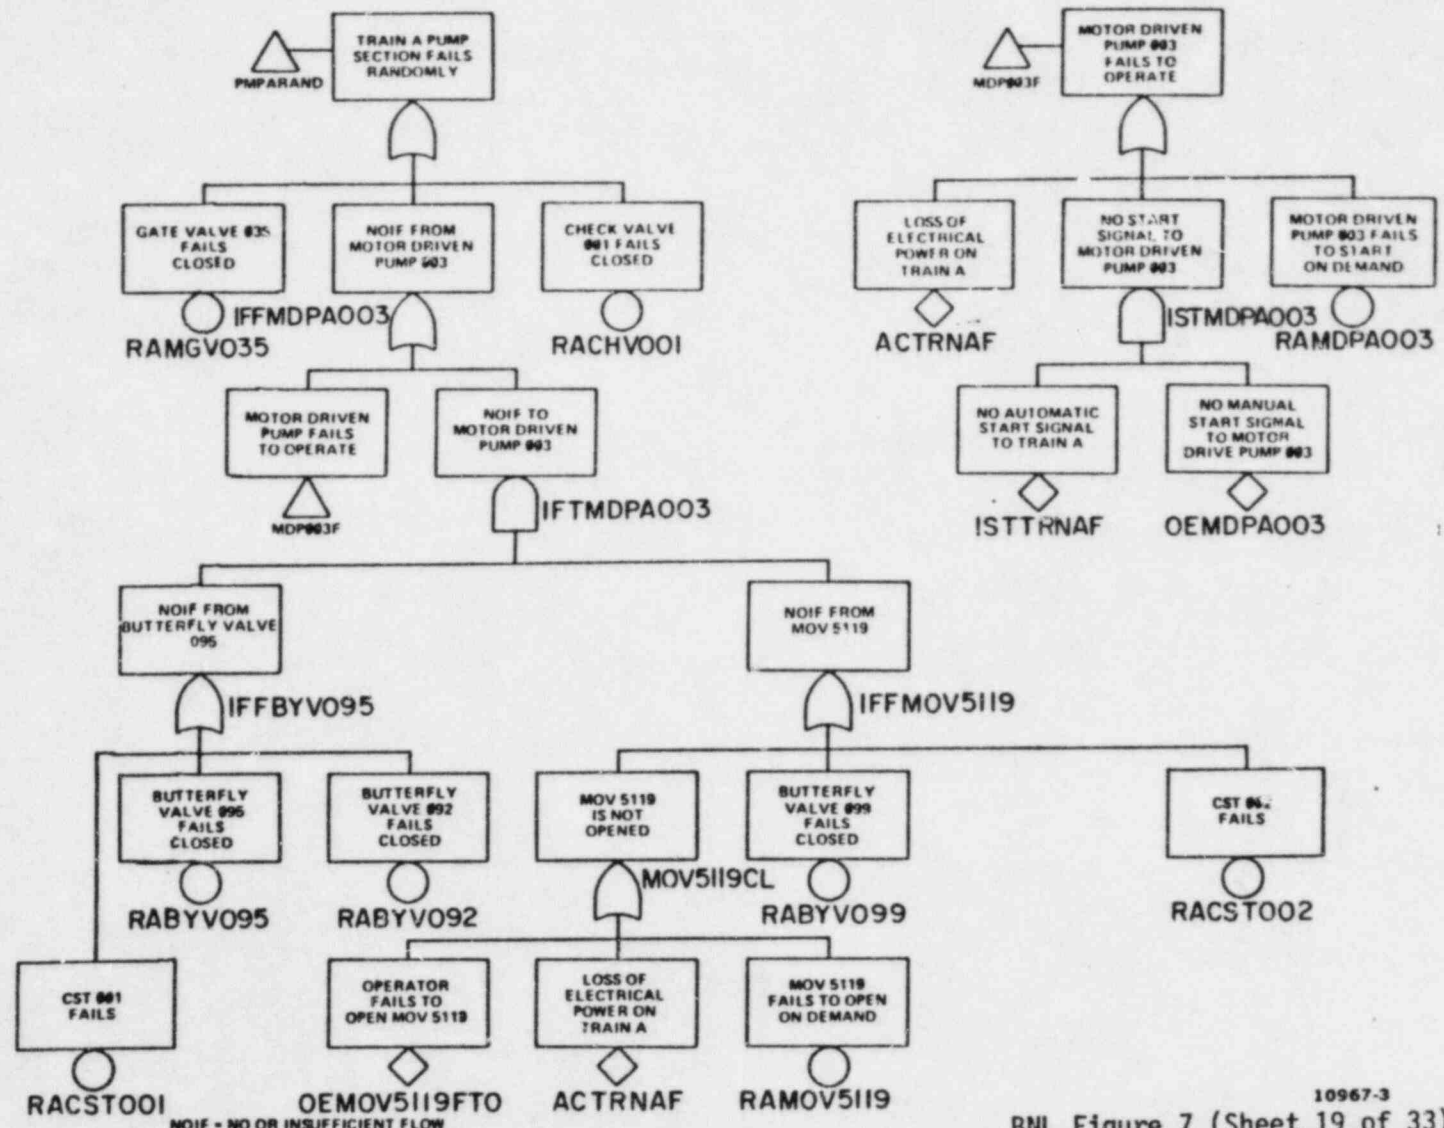 TRAIN A PUMP
SECTION FAILS
RANDOMLY
PMPARAND
MOTOR DRIVEN
PUMP 003
FAILS TO
OPERATE
MDP003F
GATE VALVE 035
FAILS
CLOSED
RAMGV035
NOIF FROM
MOTOR DRIVEN
PUMP 003
IFFMDPA003
CHECK VALVE
001 FAILS
CLOSED
RACHV001
LOSS OF
ELECTRICAL
POWER ON
TRAIN A
ACTRNAF
NO START
SIGNAL TO
MOTOR DRIVEN
PUMP 003
ISTMDPA003
MOTOR DRIVEN
PUMP 003 FAILS
TO START
ON DEMAND
RAMDPA003
MOTOR DRIVEN
PUMP FAILS
TO OPERATE
MDP003F
NOIF TO
MOTOR DRIVEN
PUMP 003
IFTMDPA003
NO AUTOMATIC
START SIGNAL
TO TRAIN A
ISTTRNAF
NO MANUAL
START SIGNAL
TO MOTOR
DRIVE PUMP 003
OEMDPA003
NOIF FROM
BUTTERFLY VALVE
095
IFFBYV095
NOIF FROM
MOV 5119
IFFMOV5119
BUTTERFLY
VALVE 095
FAILS
CLOSED
RABYV095
BUTTERFLY
VALVE 092
FAILS
CLOSED
RABYV092
MOV 5119
IS NOT
OPENED
MOV5119CL
BUTTERFLY
VALVE 099
FAILS
CLOSED
RABYV099
CST 002
FAILS
RACST002
CST 001
FAILS
RACST001
OPERATOR
FAILS TO
OPEN MOV 5119
OEMOV5119FTO
LOSS OF
ELECTRICAL
POWER ON
TRAIN A
ACTRNAF
MOV 5119
FAILS TO OPEN
ON DEMAND
RAMOV5119
NOIF - NO OR INSUFFICIENT FLOW
10967-3
BNL Figure 7 (Sheet 19 of 33)